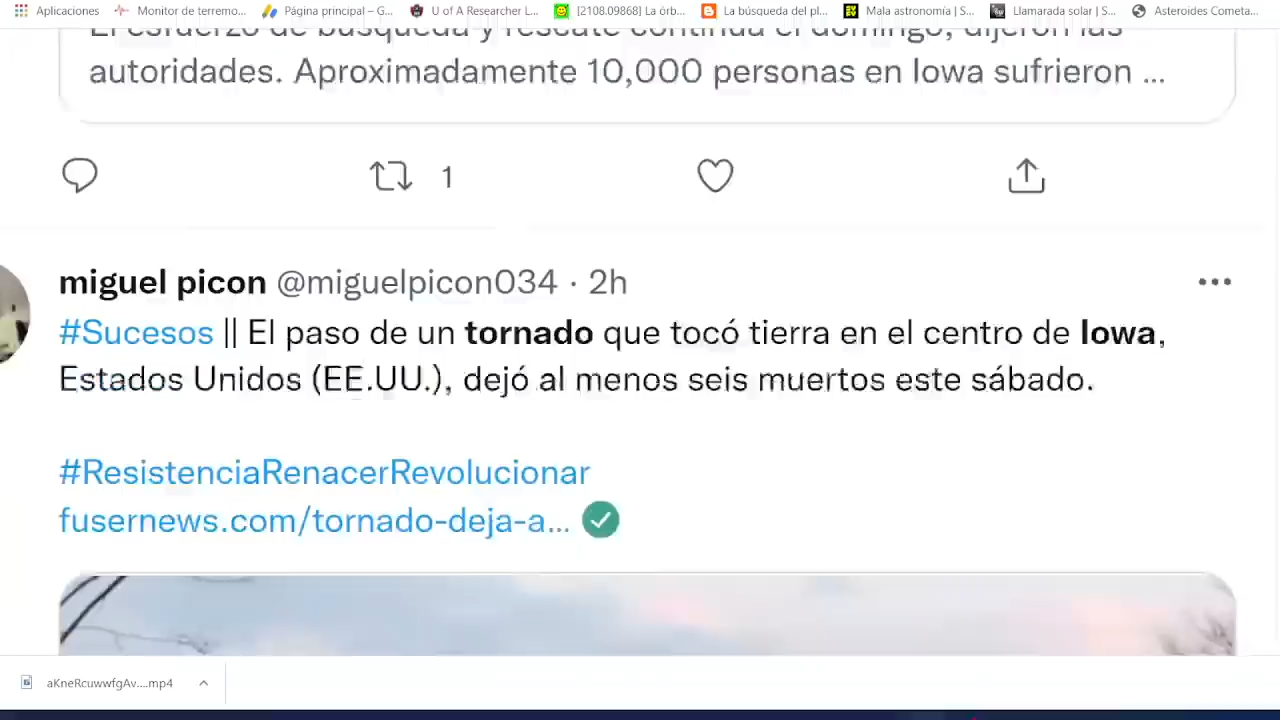 Aplicaciones Monitor de terremo... Página principal – G... U of A Researcher L... [2108.09868] La órb... La búsqueda del pl... Mala astronomía | S... Llamarada solar | S... Asteroides Cometa...
El esfuerzo de búsqueda y rescate continúa el domingo, dijeron las
autoridades. Aproximadamente 10,000 personas en Iowa sufrieron ...
1
miguel picon @miguelpicon034 · 2h
#Sucesos || El paso de un tornado que tocó tierra en el centro de Iowa,
Estados Unidos (EE.UU.), dejó al menos seis muertos este sábado.
#ResistenciaRenacerRevolucionar
fusernews.com/tornado-deja-a...
aKneRcuwwfgAv....mp4